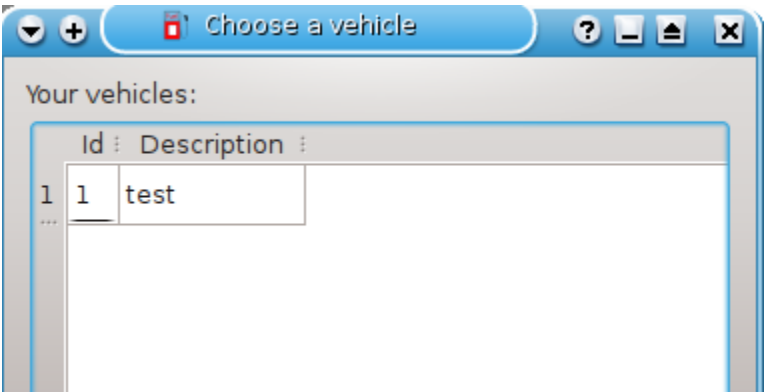 Choose a vehicle
Your vehicles:
Id Description
1 1 test